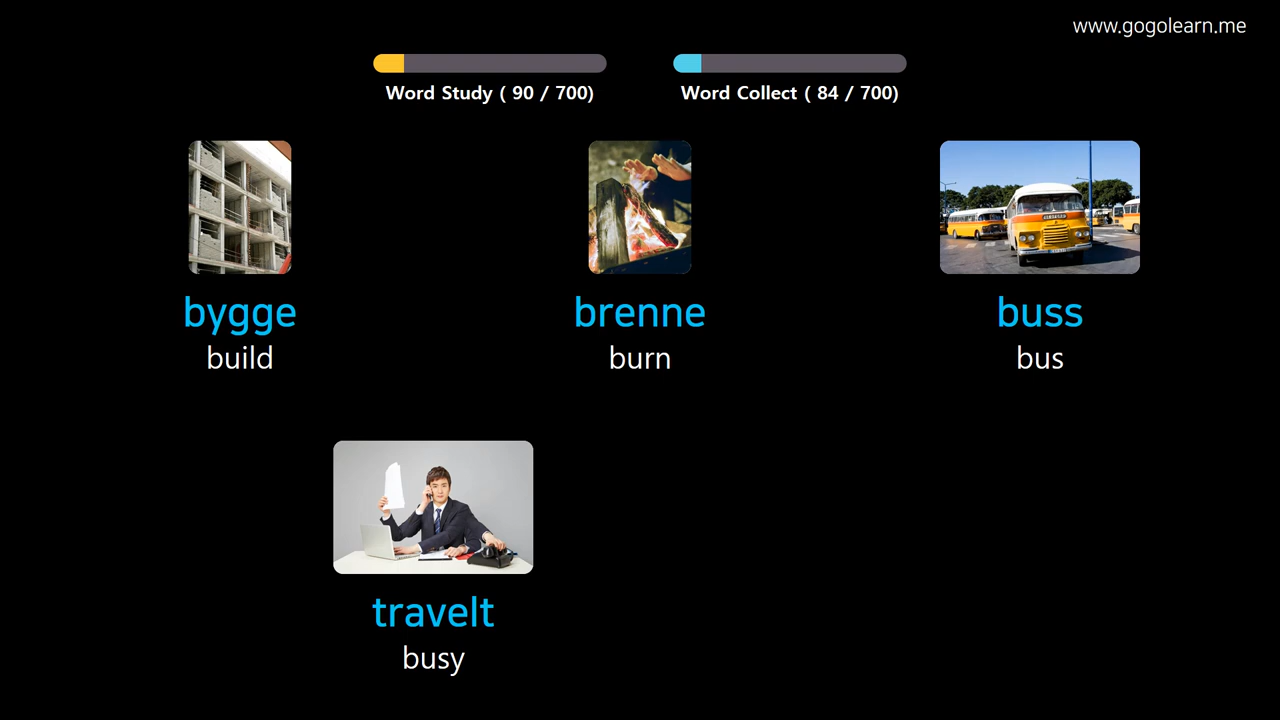 www.gogolearn.me
Word Study ( 90 / 700)
Word Collect ( 84 / 700)
bygge
build
brenne
burn
buss
bus
travelt
busy